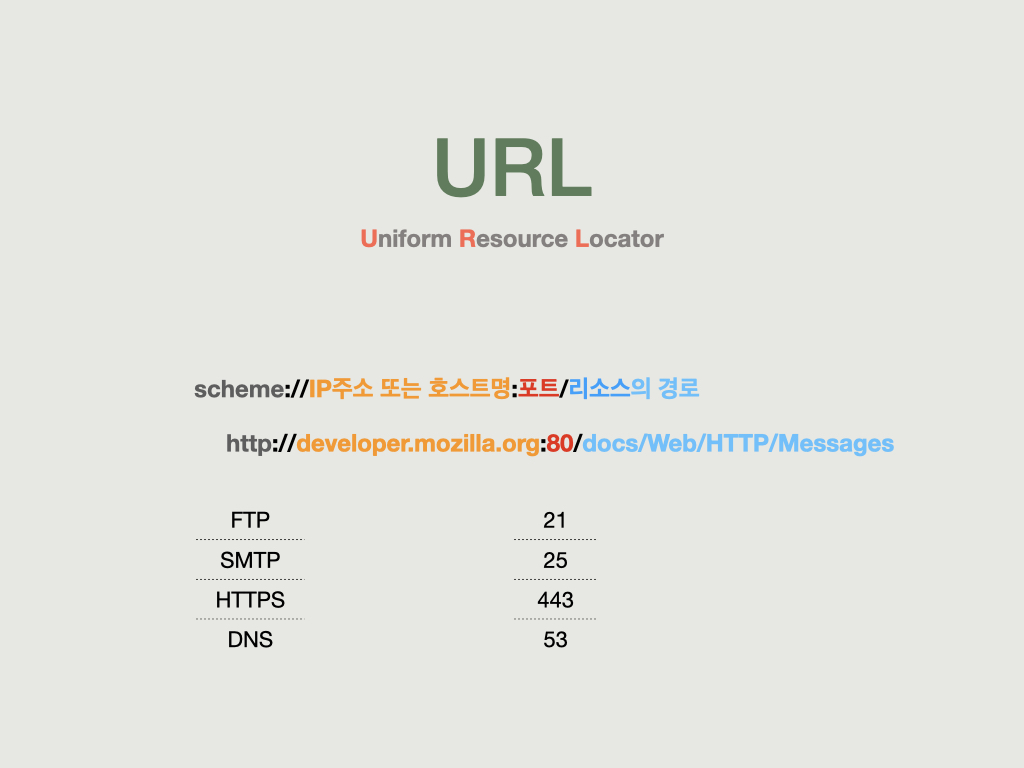 URL
Uniform Resource Locator
scheme://IP주소 또는 호스트명:포트/리소스의 경로
http://developer.mozilla.org:80/docs/Web/HTTP/Messages
FTP 21
SMTP 25
HTTPS 443
DNS 53